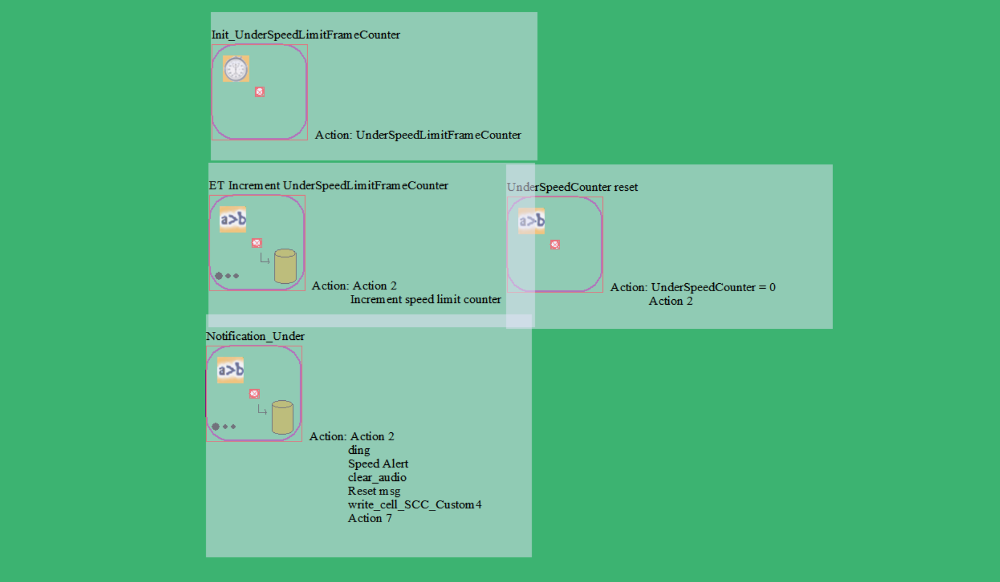 Init_UnderSpeedLimitFrameCounter
Action: UnderSpeedLimitFrameCounter
ET Increment UnderSpeedLimitFrameCounter
a>b
Action: Action 2
Increment speed limit counter
UnderSpeedCounter reset
a>b
Action: UnderSpeedCounter = 0
Action 2
Notification_Under
a>b
Action: Action 2
ding
Speed Alert
clear_audio
Reset msg
write_cell_SCC_Custom4
Action 7